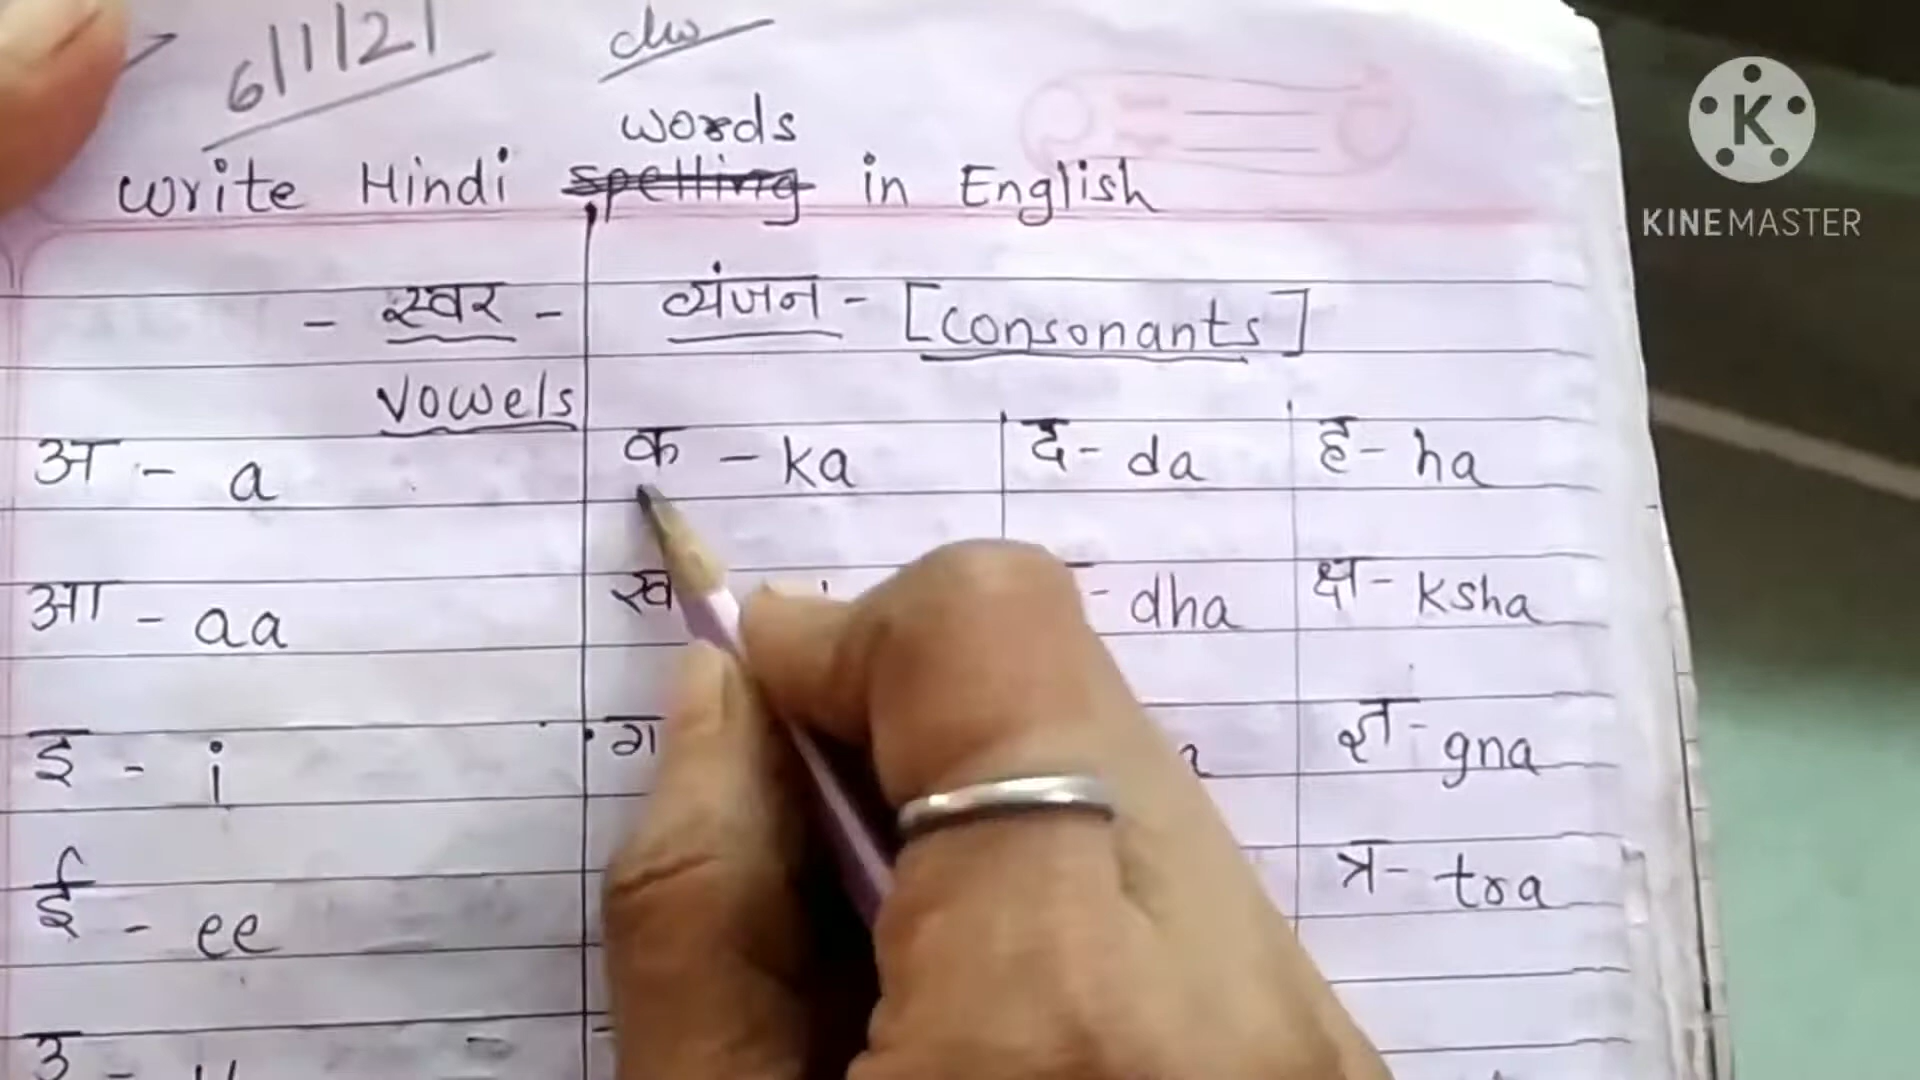 6/11/21 cw
words
write Hindi spelling in English
- स्वर - व्यंजन - [consonants]
vowels
अ - a क - ka द - da ह - ha
आ - aa ख dha क्ष - ksha
इ - i ग ज्ञ - gna
ई - ee त्र - tra
उ -
K
KINEMASTER